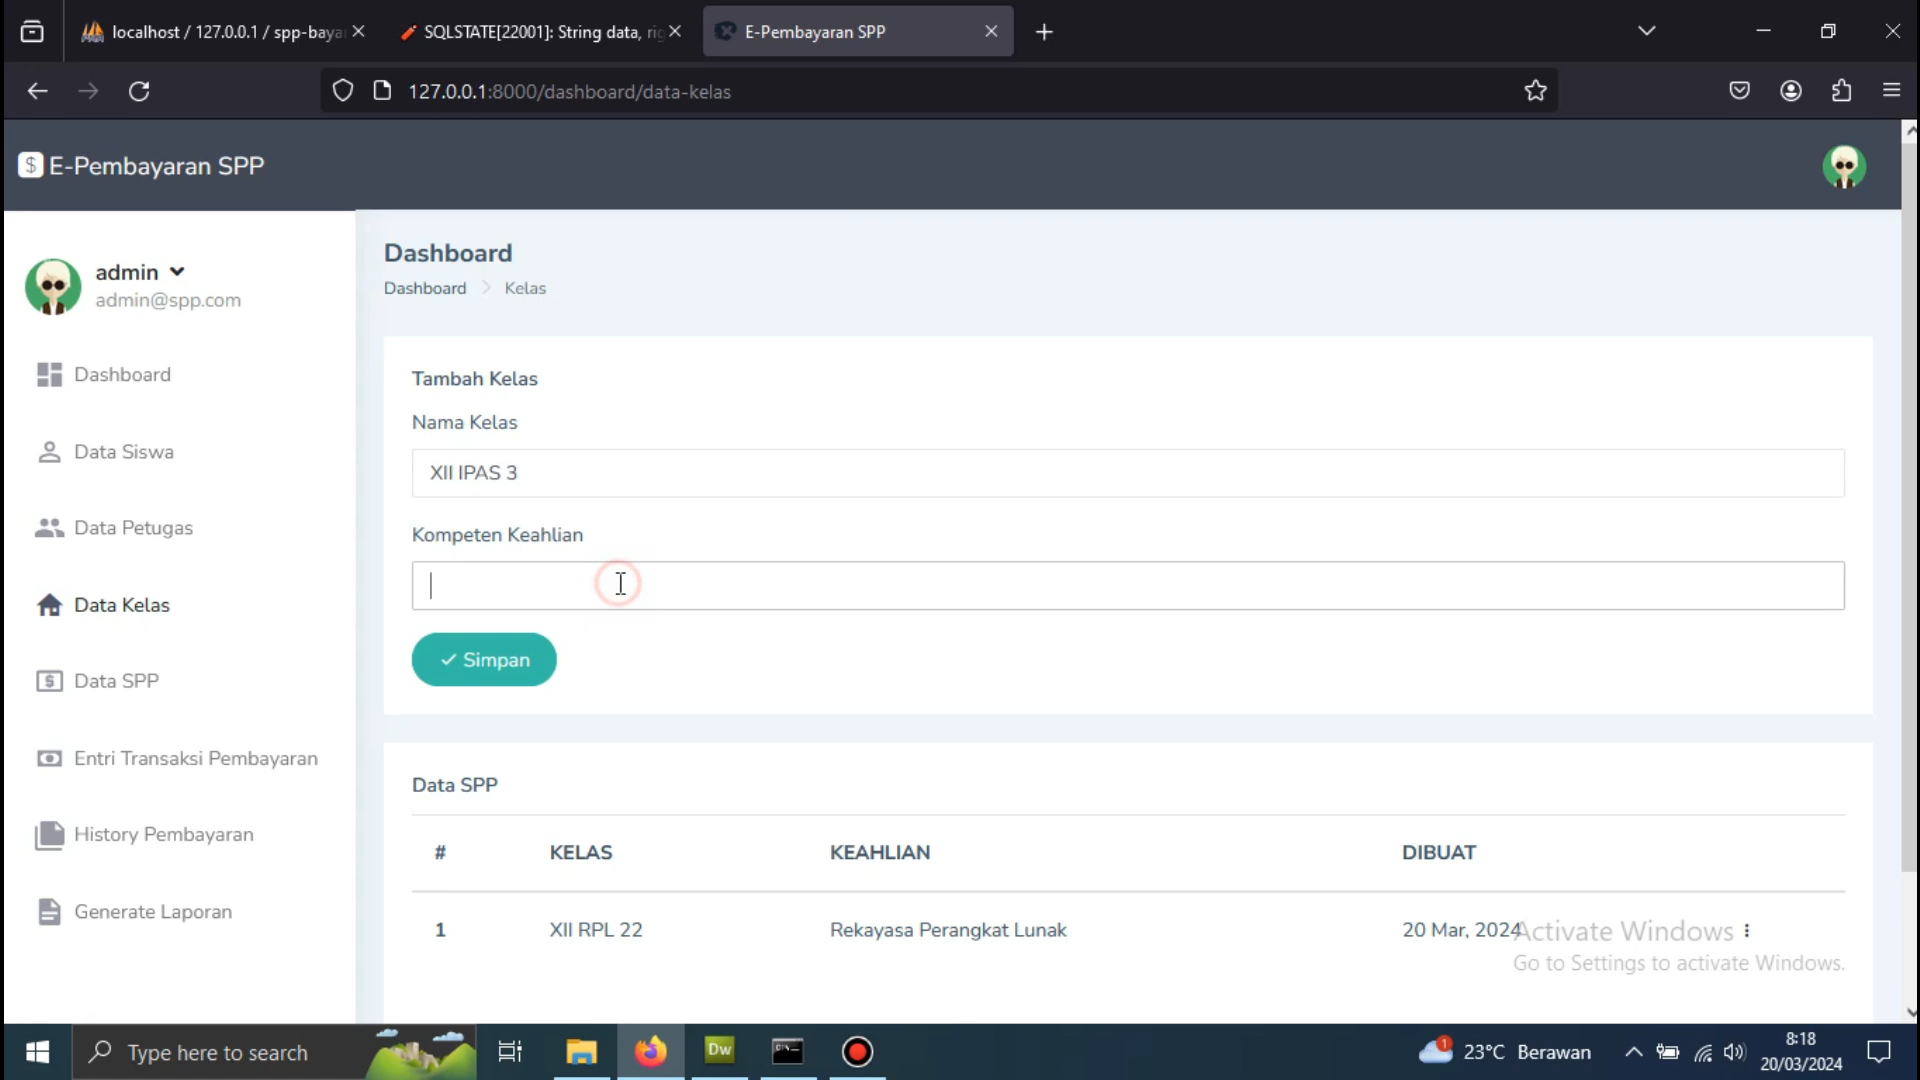 localhost / 127.0.0.1 / spp-baya
SQLSTATE[22001]: String data, rig
E-Pembayaran SPP
127.0.0.1:8000/dashboard/data-kelas
$ E-Pembayaran SPP
admin
admin@spp.com
Dashboard
Data Siswa
Data Petugas
Data Kelas
Data SPP
Entri Transaksi Pembayaran
History Pembayaran
Generate Laporan
Dashboard
Dashboard > Kelas
Tambah Kelas
Nama Kelas
XII IPAS 3
Kompeten Keahlian
Simpan
Data SPP
# KELAS KEAHLIAN DIBUAT
1 XII RPL 22 Rekayasa Perangkat Lunak 20 Mar, 2024
Activate Windows
Go to Settings to activate Windows.
Type here to search
Dw
1
23°C Berawan
8:18
20/03/2024